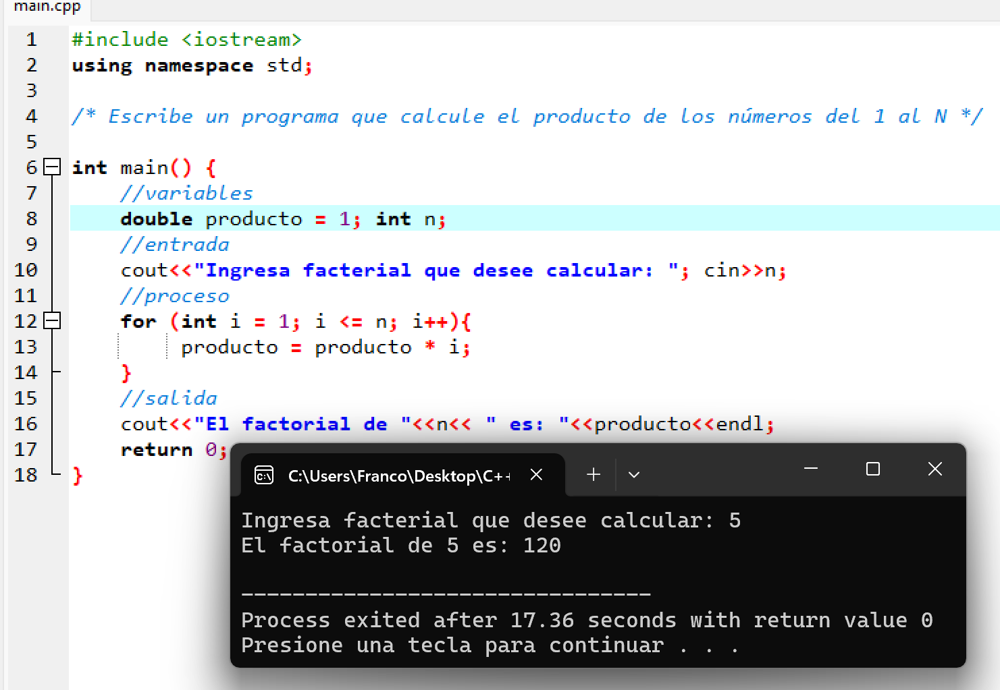 main.cpp
1 #include <iostream>
2 using namespace std;
3
4 /* Escribe un programa que calcule el producto de los números del 1 al N */
5
6 int main() {
7 //variables
8 double producto = 1; int n;
9 //entrada
10 cout<<"Ingresa facterial que desee calcular: "; cin>>n;
11 //proceso
12 for (int i = 1; i <= n; i++){
13 producto = producto * i;
14 }
15 //salida
16 cout<<"El factorial de "<<n<< " es: "<<producto<<endl;
17 return 0;
18 }
C:\Users\Franco\Desktop\C++
Ingresa facterial que desee calcular: 5
El factorial de 5 es: 120
--------------------------------
Process exited after 17.36 seconds with return value 0
Presione una tecla para continuar . . .